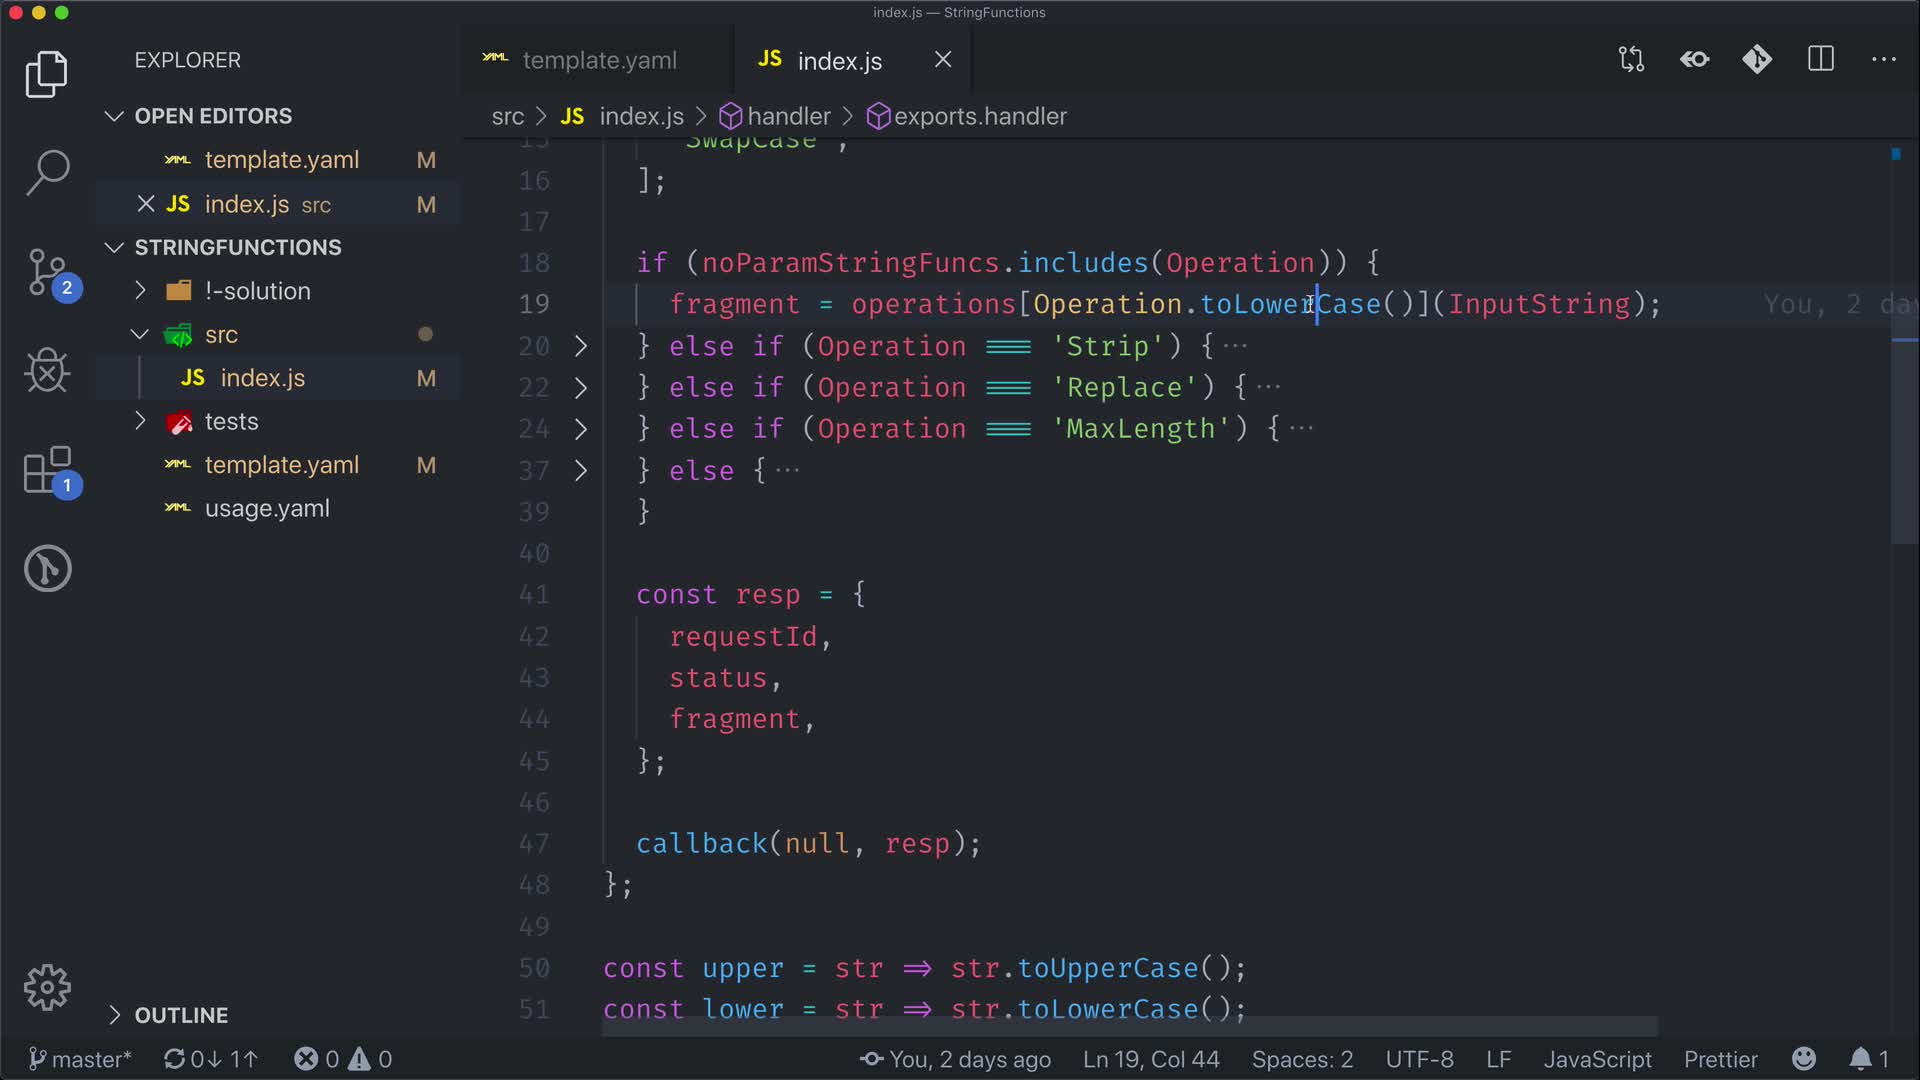 index.js — StringFunctions
EXPLORER
OPEN EDITORS
YAML template.yaml M
JS index.js src M
STRINGFUNCTIONS
!-solution
src
JS index.js M
tests
YAML template.yaml M
YAML usage.yaml
OUTLINE
2
1
YAML template.yaml
JS index.js
src > JS index.js > handler > exports.handler
15 SwapCase ,
16 ];
17
18 if (noParamStringFuncs.includes(Operation)) {
19 fragment = operations[Operation.toLowerCase()](InputString); You, 2 day
20 > } else if (Operation === 'Strip') {···
22 > } else if (Operation === 'Replace') {···
24 > } else if (Operation === 'MaxLength') {···
37 > } else {···
39 }
40
41 const resp = {
42 requestId,
43 status,
44 fragment,
45 };
46
47 callback(null, resp);
48 };
49
50 const upper = str => str.toUpperCase();
51 const lower = str => str.toLowerCase();
master* 0↓ 1↑ 0 0 You, 2 days ago Ln 19, Col 44 Spaces: 2 UTF-8 LF JavaScript Prettier 1